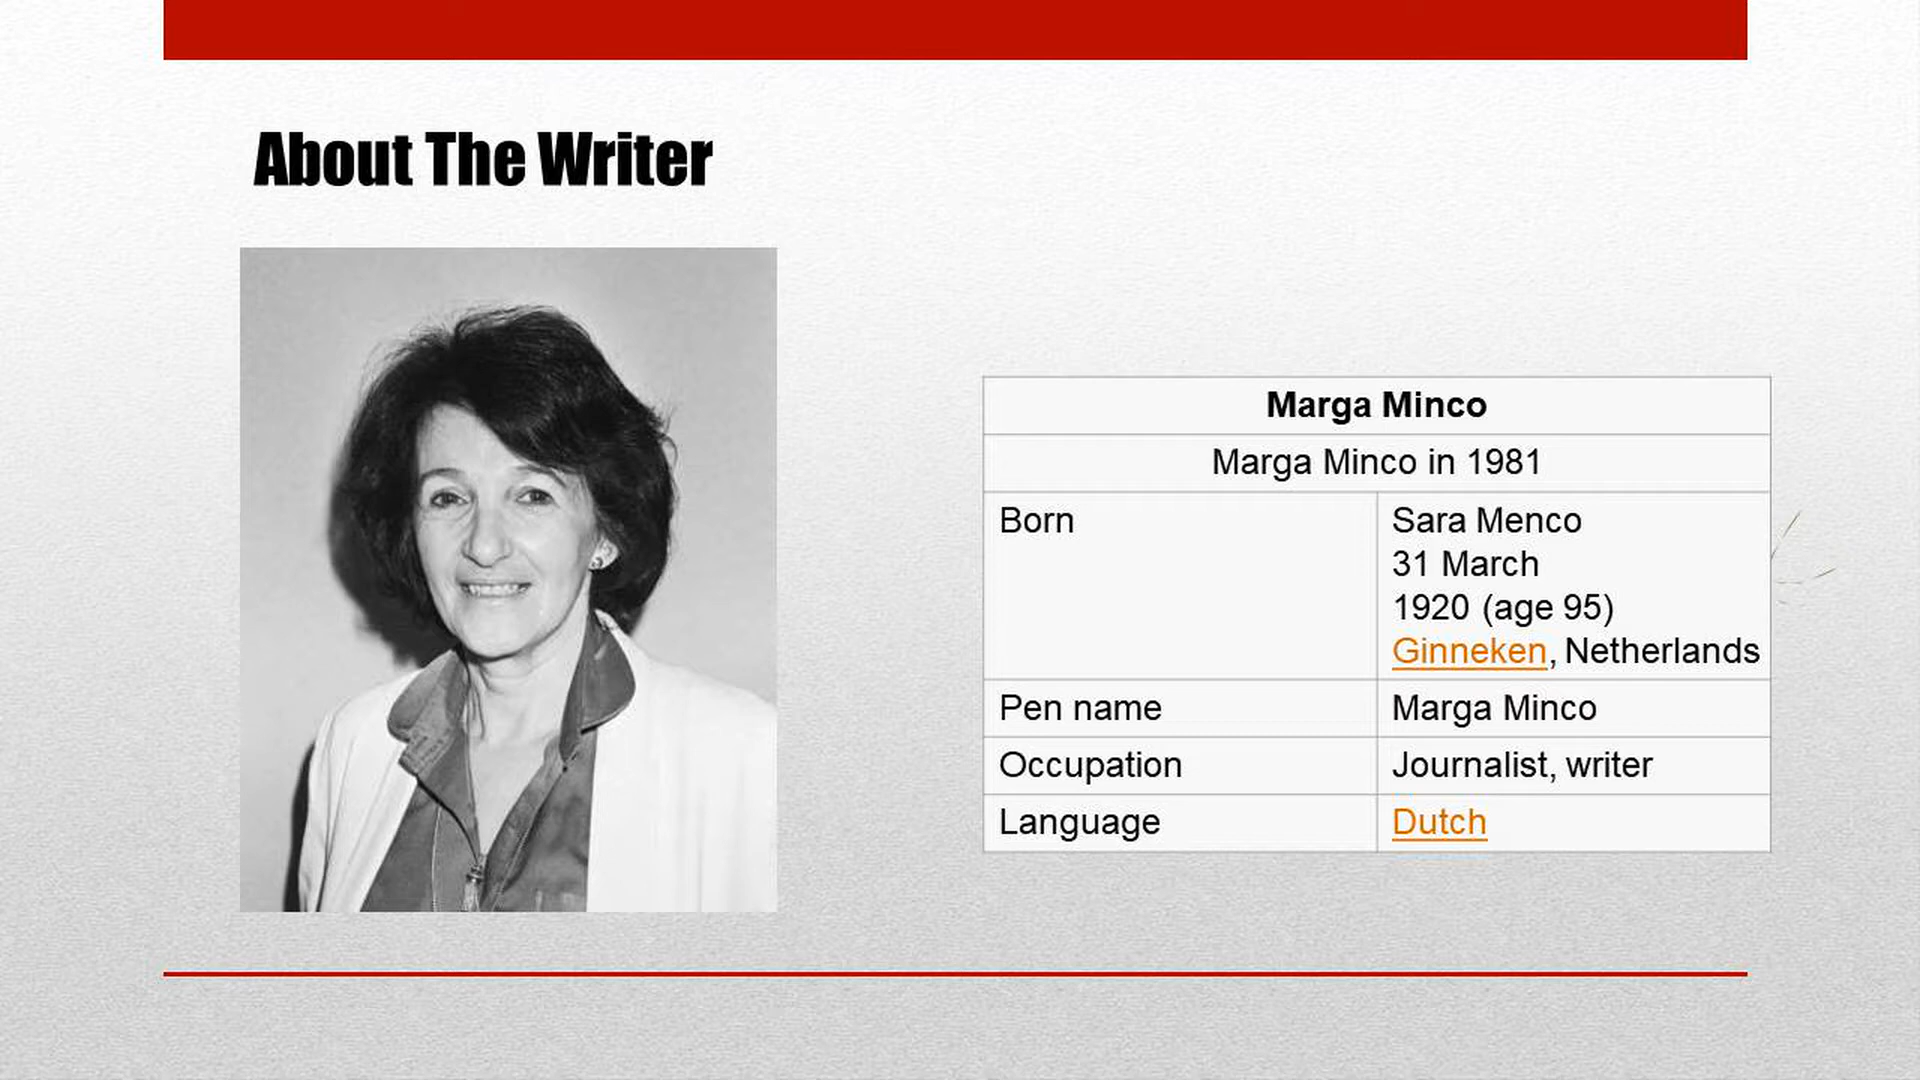 About The Writer
Marga Minco
Marga Minco in 1981
Born
Sara Menco
31 March
1920 (age 95)
Ginneken, Netherlands
Pen name
Marga Minco
Occupation
Journalist, writer
Language
Dutch